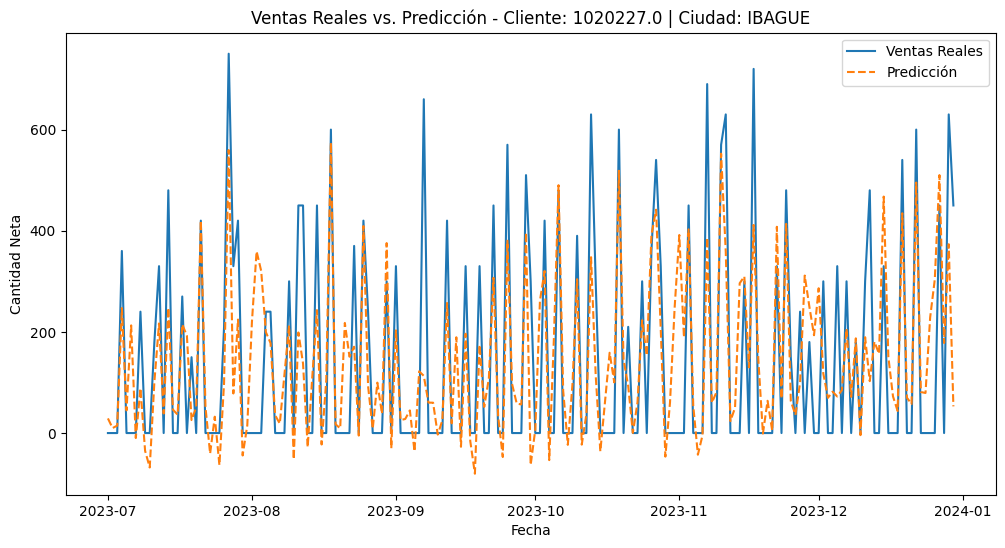 Ventas Reales vs. Predicción - Cliente: 1020227.0 | Ciudad: IBAGUE
Ventas Reales
Predicción
Cantidad Neta
600
400
200
0
2023-07
2023-08
2023-09
2023-10
2023-11
2023-12
2024-01
Fecha